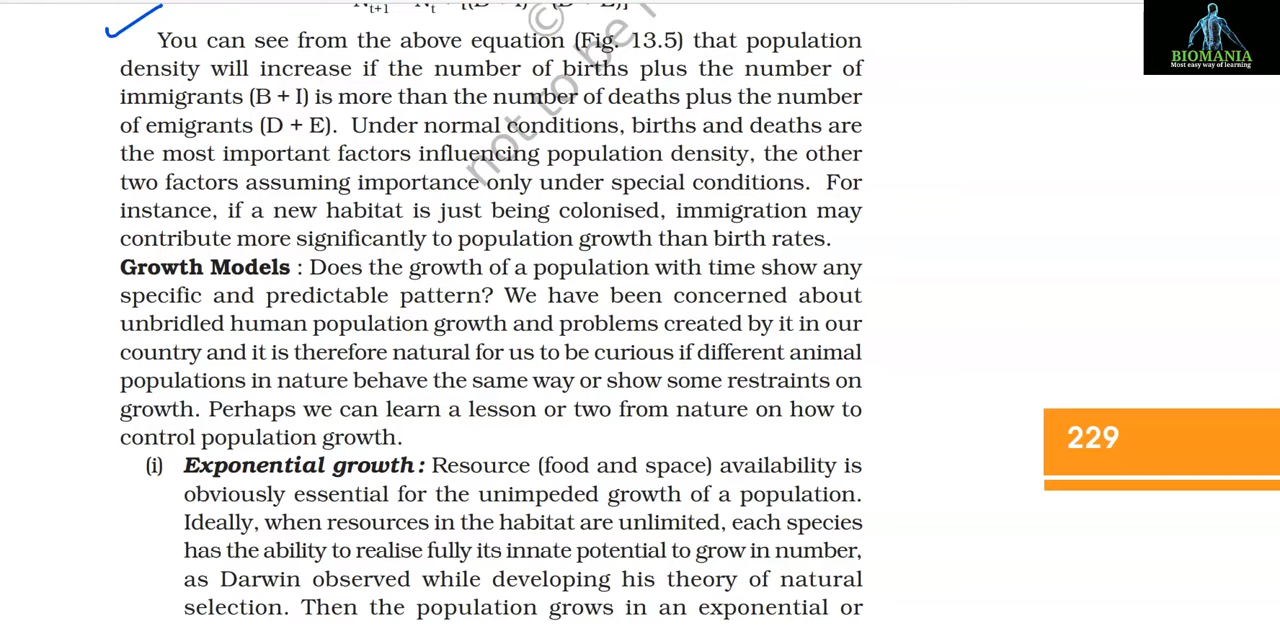 You can see from the above equation (Fig. 13.5) that population
density will increase if the number of births plus the number of
immigrants (B + I) is more than the number of deaths plus the number
of emigrants (D + E). Under normal conditions, births and deaths are
the most important factors influencing population density, the other
two factors assuming importance only under special conditions. For
instance, if a new habitat is just being colonised, immigration may
contribute more significantly to population growth than birth rates.
Growth Models : Does the growth of a population with time show any
specific and predictable pattern? We have been concerned about
unbridled human population growth and problems created by it in our
country and it is therefore natural for us to be curious if different animal
populations in nature behave the same way or show some restraints on
growth. Perhaps we can learn a lesson or two from nature on how to
control population growth.
(i) Exponential growth: Resource (food and space) availability is
obviously essential for the unimpeded growth of a population.
Ideally, when resources in the habitat are unlimited, each species
has the ability to realise fully its innate potential to grow in number,
as Darwin observed while developing his theory of natural
selection. Then the population grows in an exponential or
© not to be
BIOMANIA
Most easy way of learning
229